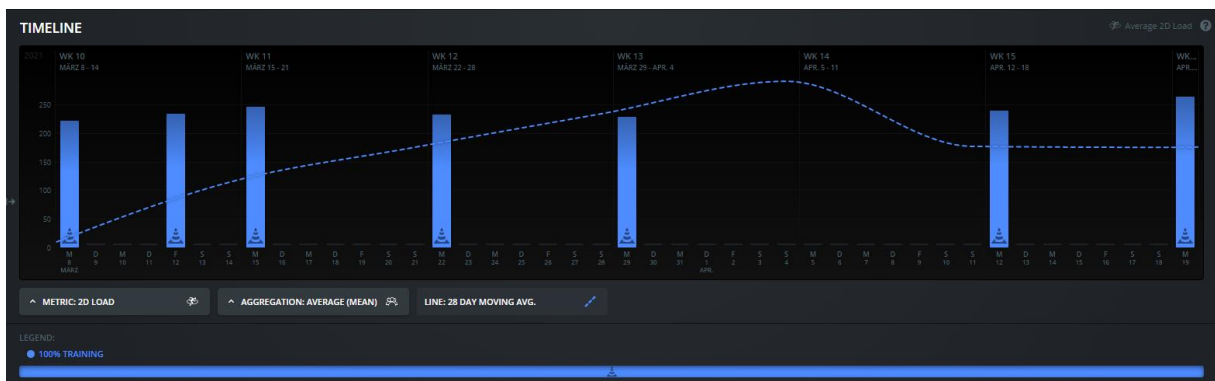 TIMELINE
Average 2D Load ?
2021
WK 10
MÄRZ 8 - 14
WK 11
MÄRZ 15 - 21
WK 12
MÄRZ 22 - 28
WK 13
MÄRZ 29 - APR. 4
WK 14
APR. 5 - 11
WK 15
APR. 12 - 18
WK...
APR....
250
200
150
100
50
0
M D M D F S S M D M D F S S M D M D F S S M D M D F S S M D M D F S S M D M D F S S M
8 9 10 11 12 13 14 15 16 17 18 19 20 21 22 23 24 25 26 27 28 29 30 31 1 2 3 4 5 6 7 8 9 10 11 12 13 14 15 16 17 18 19
MÄRZ APR.
METRIC: 2D LOAD
AGGREGATION: AVERAGE (MEAN)
LINE: 28 DAY MOVING AVG.
LEGEND:
100% TRAINING